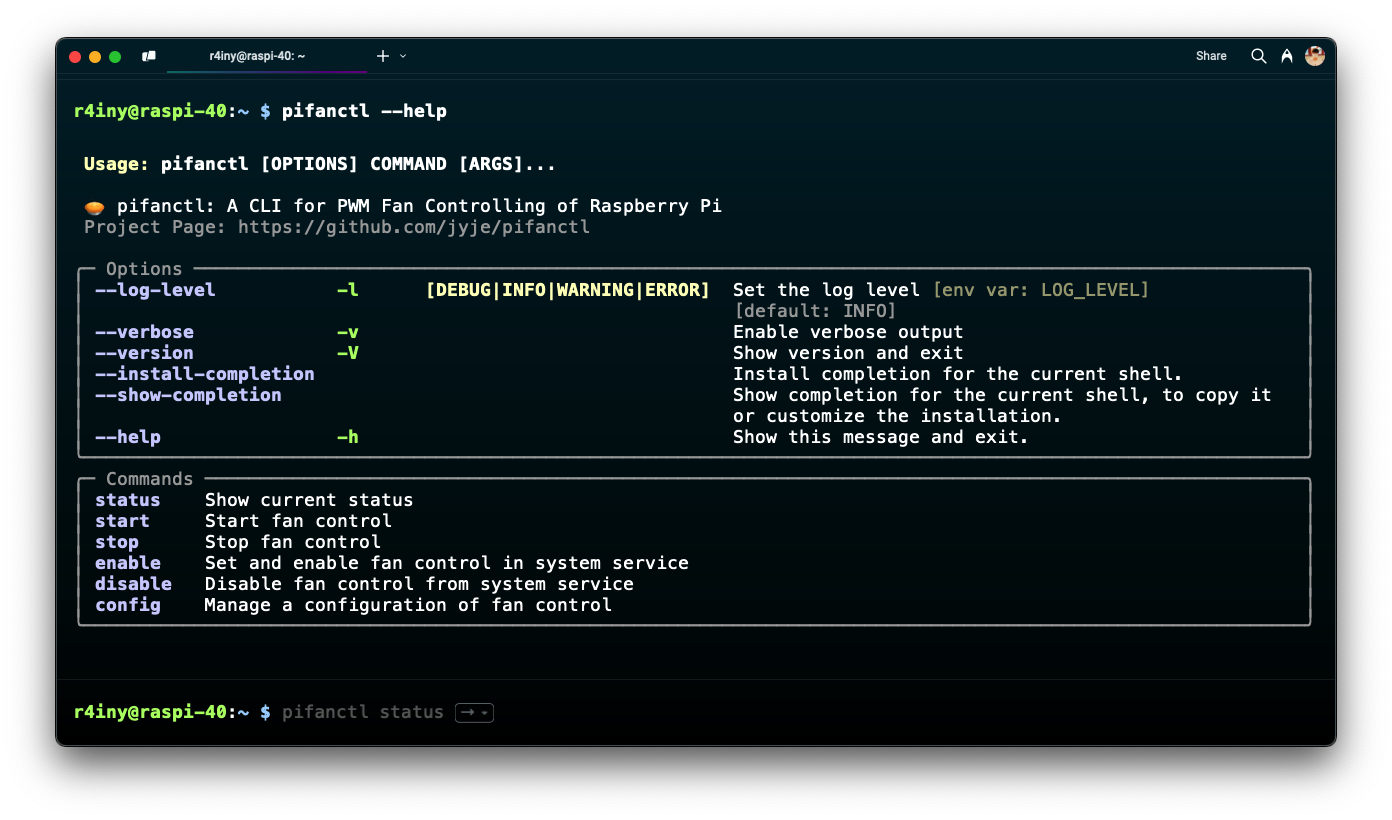 r4iny@raspi-40: ~
Share
r4iny@raspi-40:~ $ pifanctl --help
Usage: pifanctl [OPTIONS] COMMAND [ARGS]...
pifanctl: A CLI for PWM Fan Controlling of Raspberry Pi
Project Page: https://github.com/jyje/pifanctl
Options
--log-level -l [DEBUG|INFO|WARNING|ERROR] Set the log level [env var: LOG_LEVEL]
[default: INFO]
--verbose -v Enable verbose output
--version -V Show version and exit
--install-completion Install completion for the current shell.
--show-completion Show completion for the current shell, to copy it
or customize the installation.
--help -h Show this message and exit.
Commands
status Show current status
start Start fan control
stop Stop fan control
enable Set and enable fan control in system service
disable Disable fan control from system service
config Manage a configuration of fan control
r4iny@raspi-40:~ $ pifanctl status